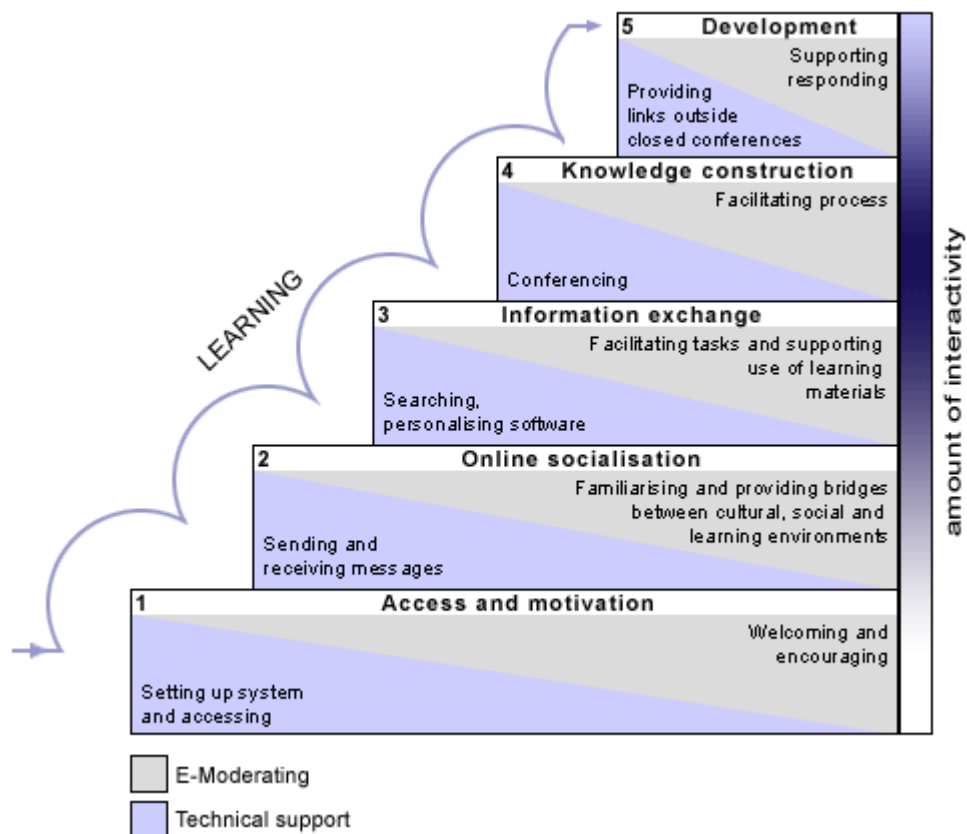 5 Development
Supporting
responding
Providing
links outside
closed conferences
4 Knowledge construction
Facilitating process
Conferencing
3 Information exchange
Facilitating tasks and supporting
use of learning
materials
Searching,
personalising software
2 Online socialisation
Familiarising and providing bridges
between cultural, social and
learning environments
Sending and
receiving messages
1 Access and motivation
Welcoming and
encouraging
Setting up system
and accessing
LEARNING
amount of interactivity
E-Moderating
Technical support